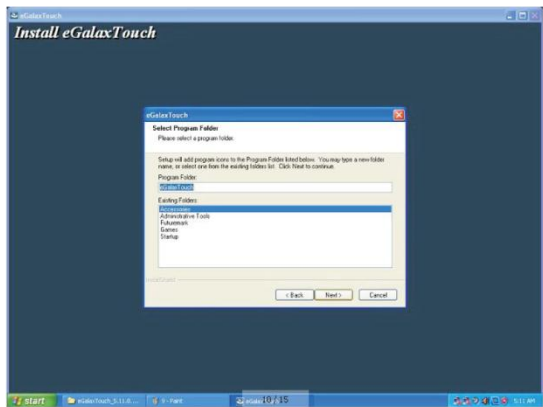 eGalaxTouch
Install eGalaxTouch
eGalaxTouch
Select Program Folder
Please select a program folder.
Setup will add program icons to the Program Folder listed below. You may type a new folder
name, or select one from the existing folders list. Click Next to continue.
Program Folder:
eGalaxTouch
Existing Folders:
Accessories
Administrative Tools
Futuremark
Games
Startup
InstallShield
< Back
Next >
Cancel
start
eGalaxTouch_5.11.0....
Paint
10 / 15
5:11 AM